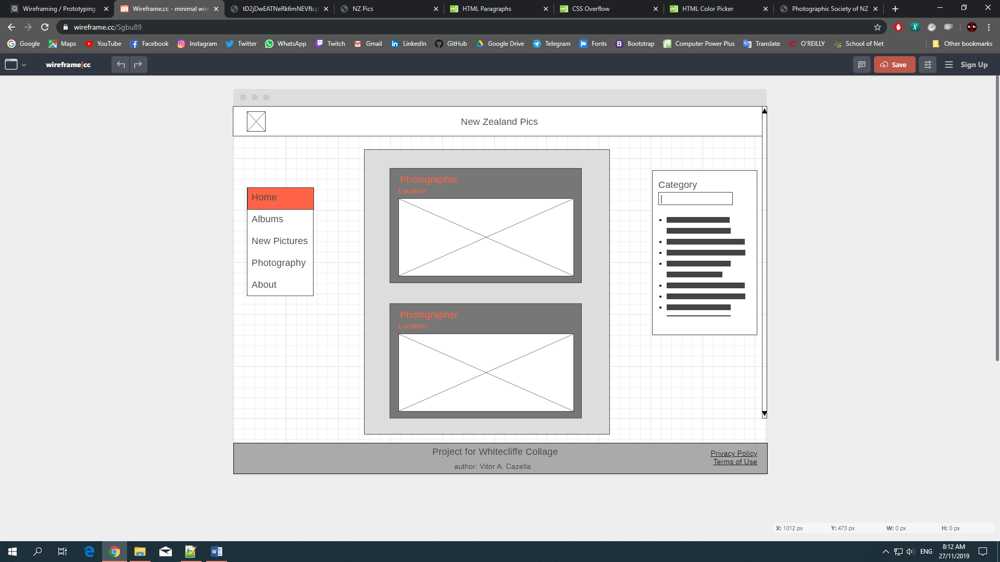 Wireframing / Prototyping
Wireframe.cc - minimal wire
tD2jDwEATNeRk6mNEVfb.p
NZ Pics
HTML Paragraphs
CSS Overflow
HTML Color Picker
Photographic Society of NZ
wireframe.cc/Sgbu89
Google
Maps
YouTube
Facebook
Instagram
Twitter
WhatsApp
Twitch
Gmail
LinkedIn
GitHub
Google Drive
Telegram
Fonts
Bootstrap
Computer Power Plus
Translate
O'REILLY
School of Net
Other bookmarks
wireframe|cc
Save
Sign Up
New Zealand Pics
Home
Albums
New Pictures
Photography
About
Photographer
Location
Photographer
Location
Category
Project for Whitecliffe Collage
author: Vitor A. Cazella
Privacy Policy
Terms of Use
X: 1012 px
Y: 473 px
W: 0 px
H: 0 px
ENG
8:12 AM
27/11/2019